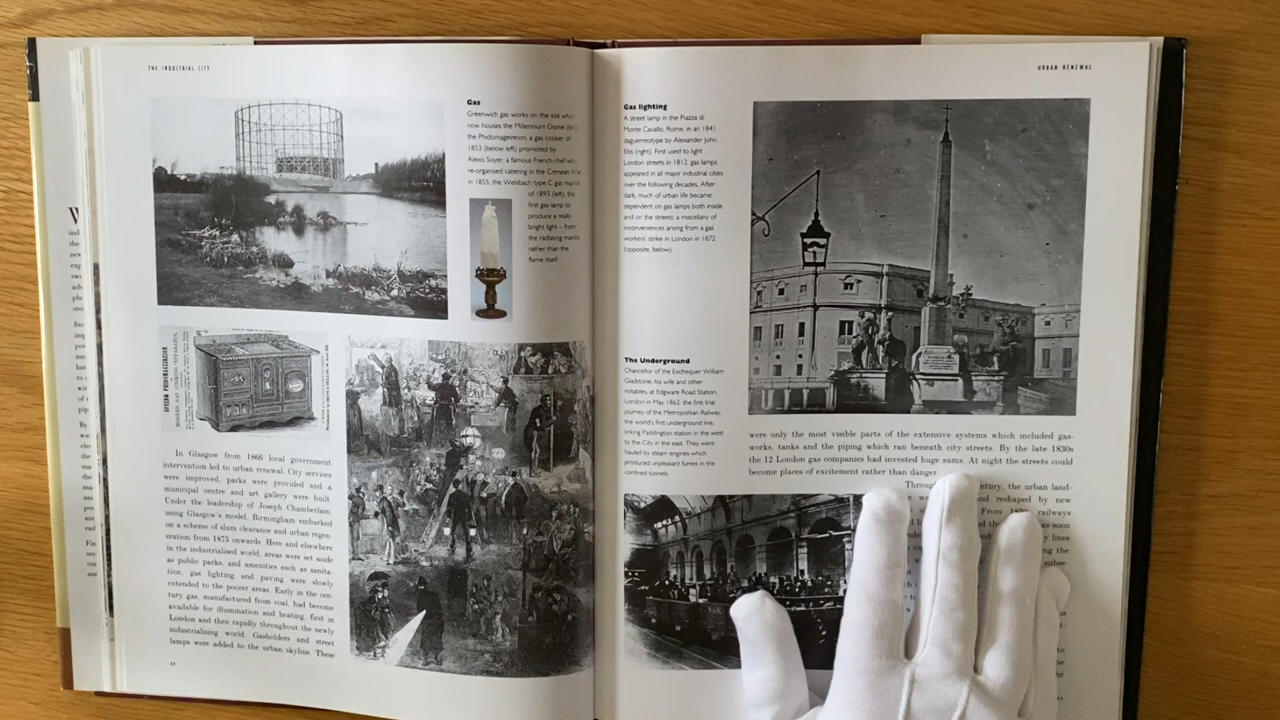 THE INDUSTRIAL CITY
Gas
Greenwich gas works on the site which
now houses the Millennium Dome (left);
the Phidomageireion, a gas cooker of
1853 (below left) promoted by
Alexis Soyer, a famous French chef who
re-organised catering in the Crimean War
in 1855; the Welsbach type C gas mantle
of 1893 (left), the
first gas lamp to
produce a really
bright light – from
the radiating mantle
rather than the
flame itself.
In Glasgow from 1866 local government
intervention led to urban renewal. City services
were improved, parks were provided and a
municipal centre and art gallery were built.
Under the leadership of Joseph Chamberlain,
using Glasgow's model, Birmingham embarked
on a scheme of slum clearance and urban regen-
eration from 1875 onwards. Here and elsewhere
in the industrialised world, areas were set aside
as public parks, and amenities such as sanita-
tion, gas lighting and paving were slowly
extended to the poorer areas. Early in the cen-
tury gas, manufactured from coal, had become
available for illumination and heating, first in
London and then rapidly throughout the newly
industrialising world. Gasholders and street
lamps were added to the urban skyline. These
URBAN RENEWAL
Gas lighting
A street lamp in the Piazza di
Monte Cavallo, Rome, in an 1841
daguerreotype by Alexander John
Ellis (right). First used to light
London streets in 1812, gas lamps
appeared in all major industrial cities
over the following decades. After
dark, much of urban life became
dependent on gas lamps both inside
and on the streets: a miscellany of
inconveniences arising from a gas
workers' strike in London in 1872
(opposite, below).
The Underground
Chancellor of the Exchequer William
Gladstone, his wife and other
notables, at Edgware Road Station,
London in May 1862: the first trial
journey of the Metropolitan Railway,
the world's first underground line,
linking Paddington station in the west
to the City in the east. They were
hauled by steam engines which
produced unpleasant fumes in the
confined tunnels.
were only the most visible parts of the extensive systems which included gas-
works, tanks and the piping which ran beneath city streets. By the late 1830s
the 12 London gas companies had invested huge sums. At night the streets could
become places of excitement rather than danger.
Through century, the urban land-
and reshaped by new
From railways
as soon
lines
the
subse-